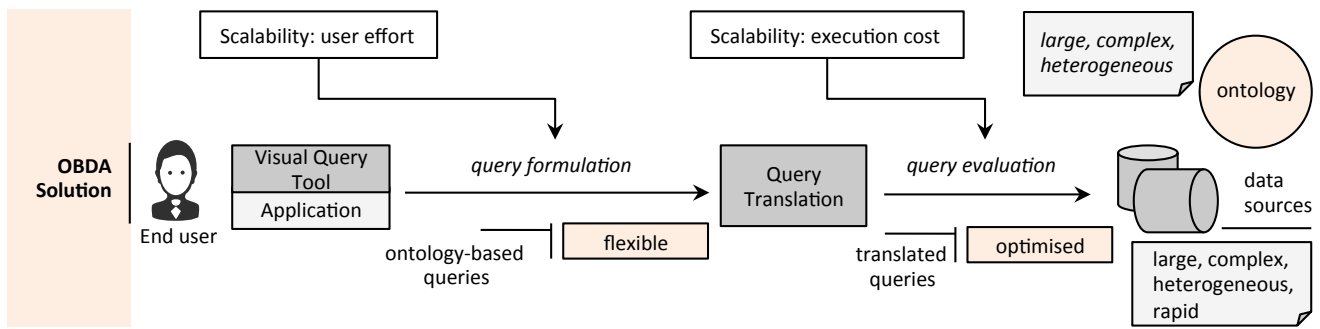 Scalability: user effort
Scalability: execution cost
large, complex,
heterogeneous
ontology
OBDA
Solution
End user
Visual Query
Tool
Application
query formulation
ontology-based
queries
flexible
Query
Translation
query evaluation
translated
queries
optimised
data
sources
large, complex,
heterogeneous,
rapid